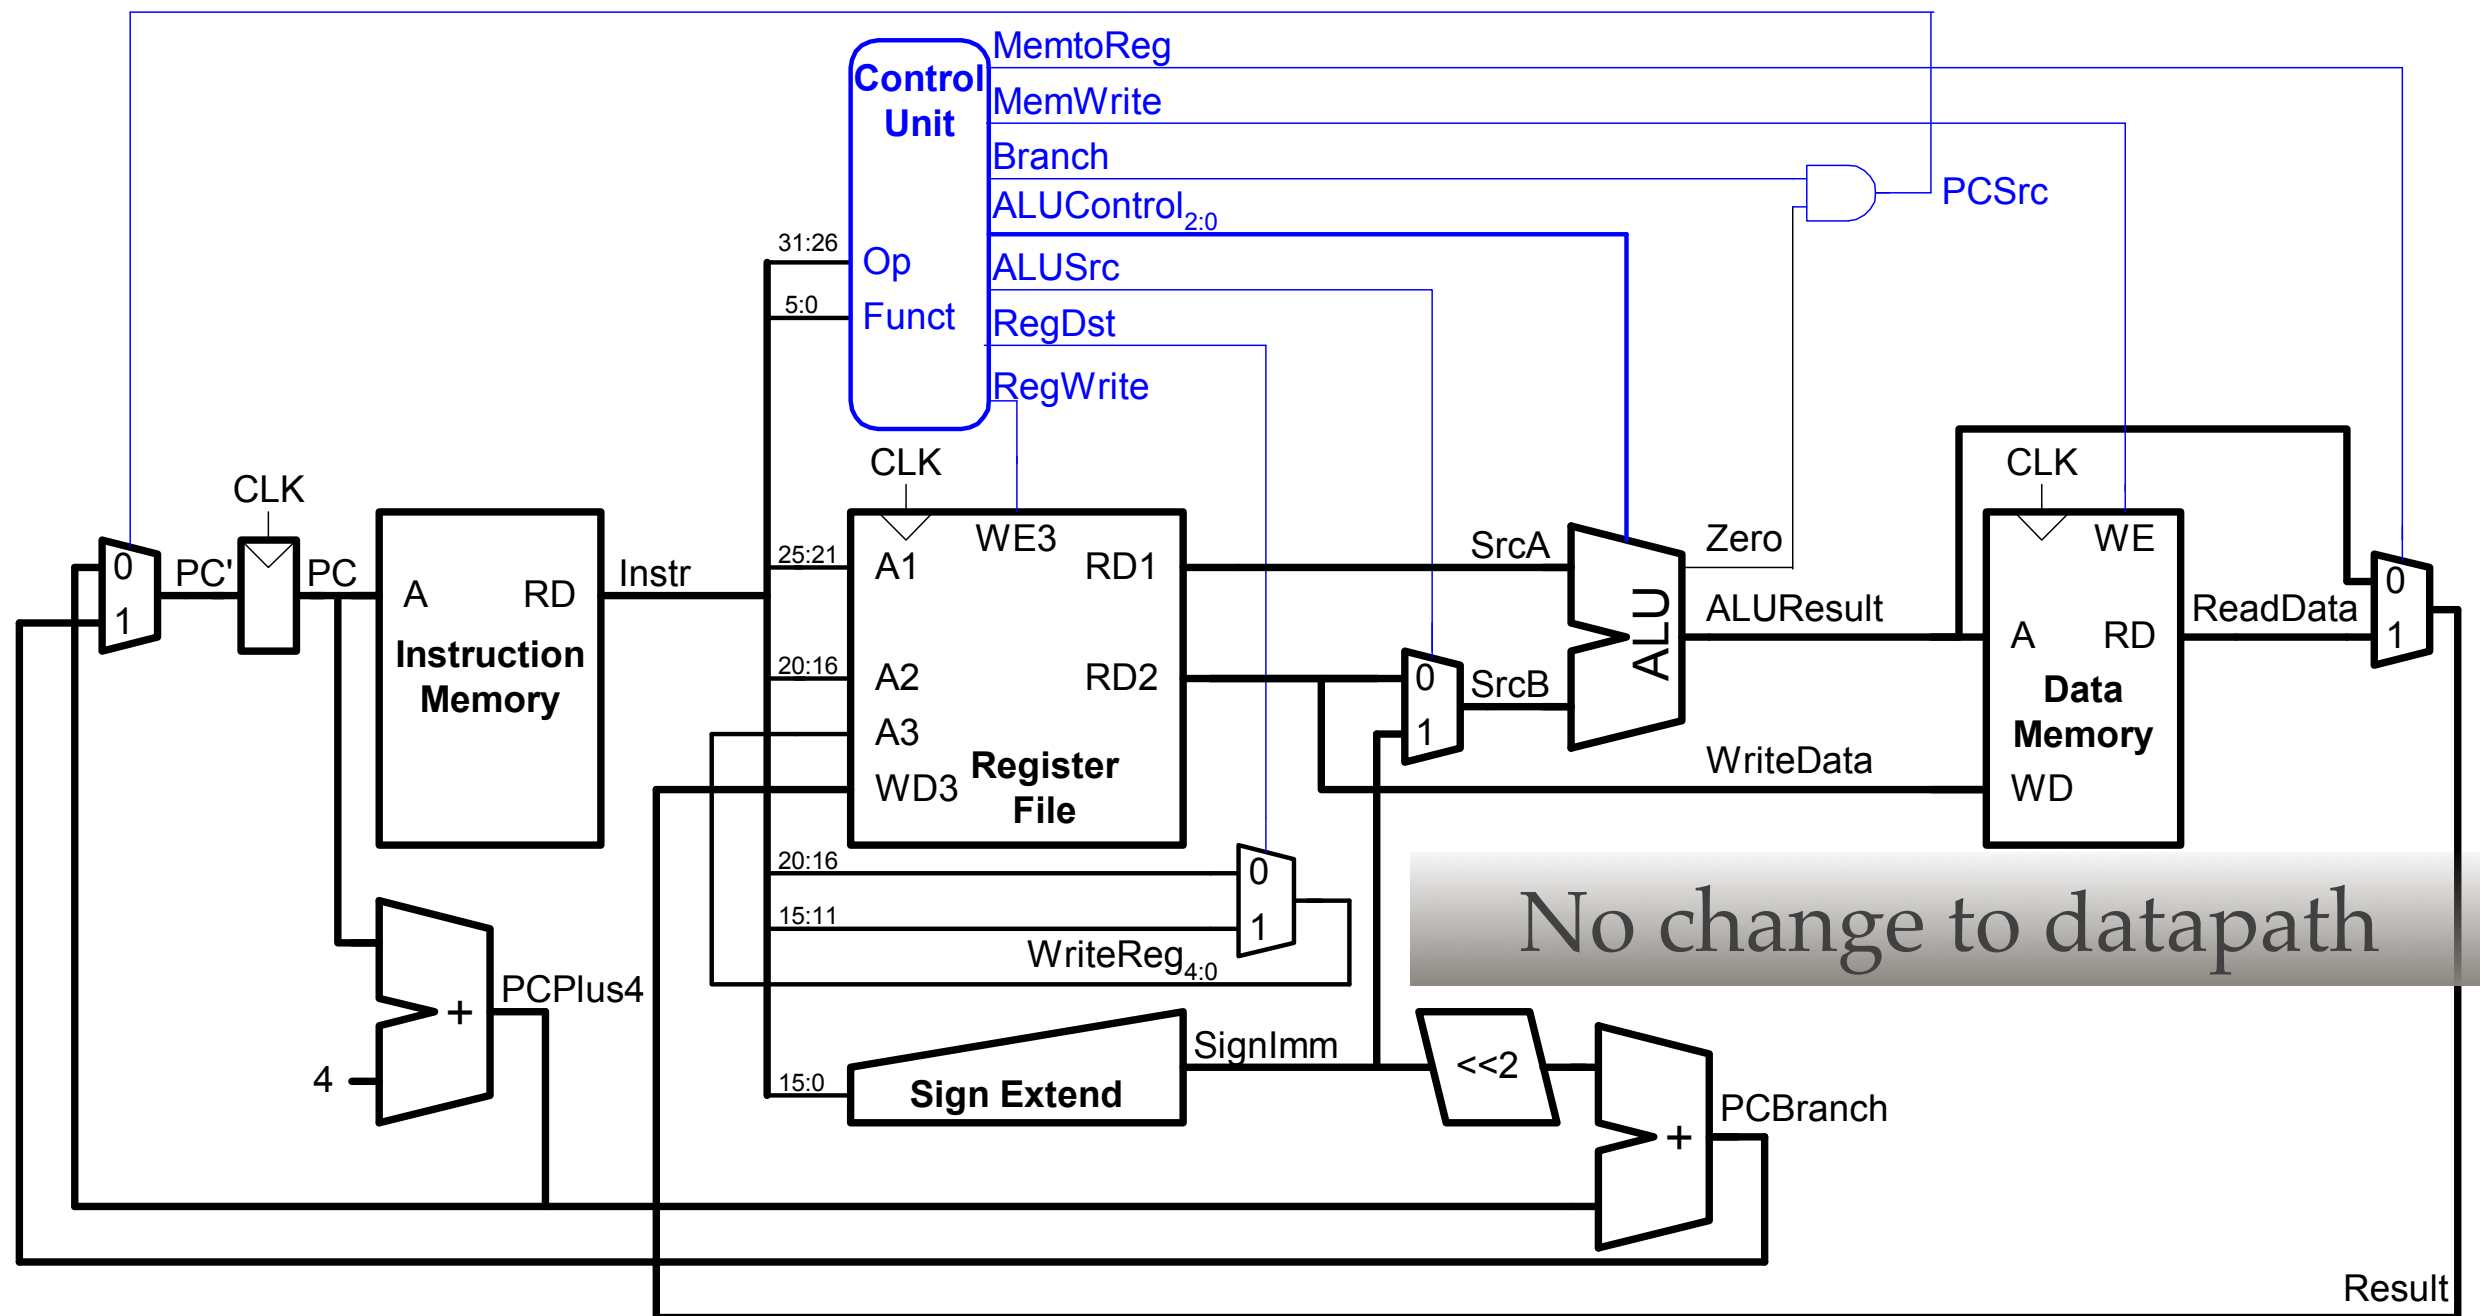 MemtoReg
Control
Unit
MemWrite
Branch
PCSrc
ALUControl2:0
31:26
Op
ALUSrc
5:0
Funct
RegDst
RegWrite
CLK
CLK
CLK
0
1
PC'
PC
A
RD
Instruction
Memory
Instr
25:21
A1
WE3
RD1
20:16
A2
RD2
A3
WD3
Register
File
SrcA
0
1
SrcB
ALU
Zero
ALUResult
WriteData
WE
A
RD
Data
Memory
WD
ReadData
0
1
20:16
0
15:11
1
WriteReg4:0
No change to datapath
PCPlus4
+
4
15:0
Sign Extend
SignImm
<<2
+
PCBranch
Result